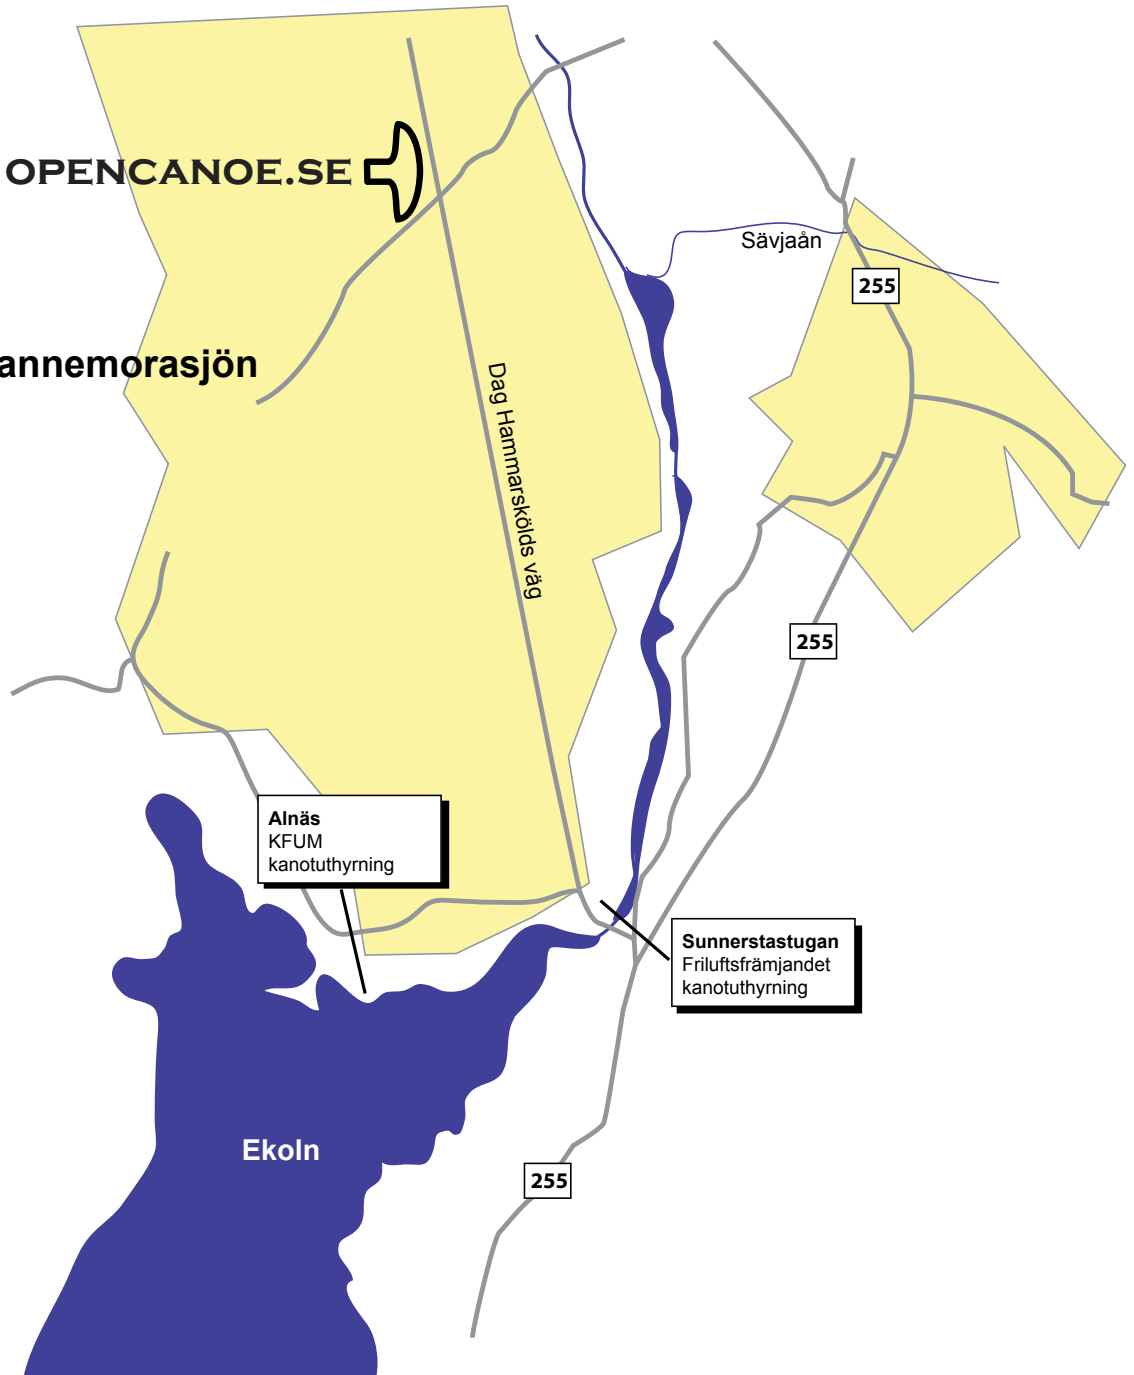 OPENCANOE.SE
Sävjaån
255
annemorasjön
Dag Hammarskölds väg
255
Alnäs
KFUM
kanotuthyrning
Sunnerstastugan
Friluftsfrämjandet
kanotuthyrning
Ekoln
255